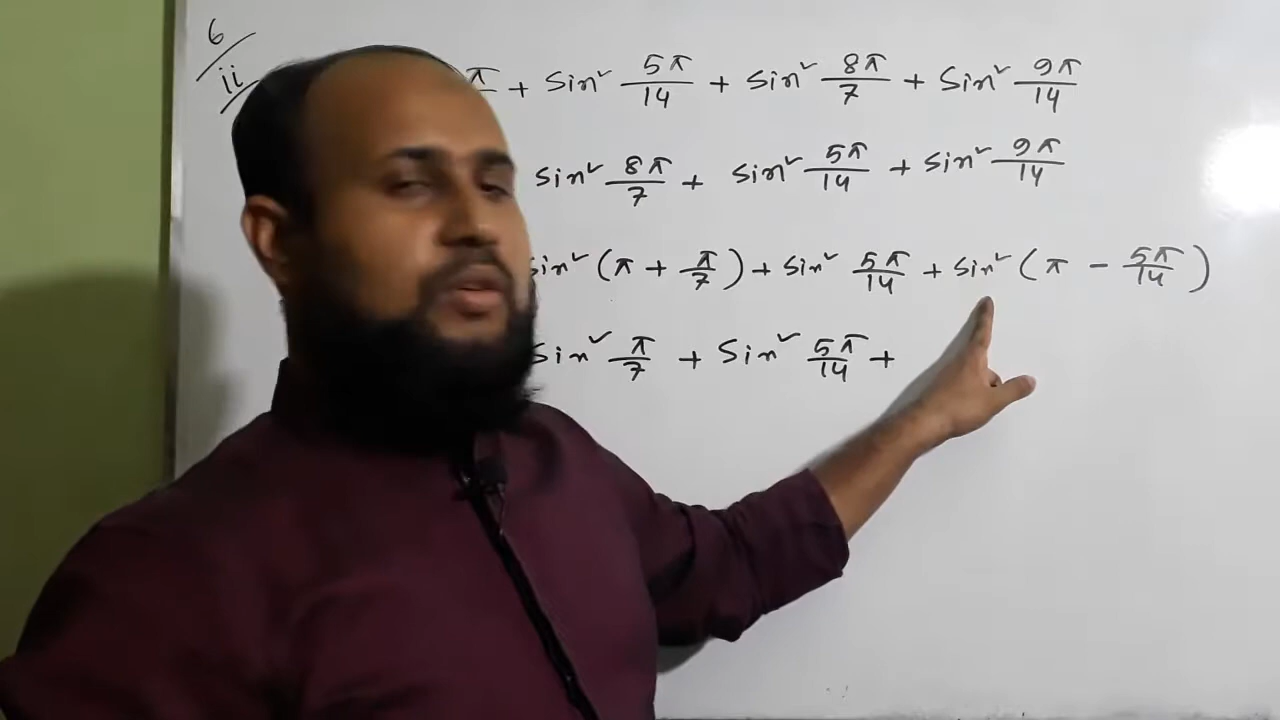 6/ii
π + Sin² 5π/14 + Sin² 8π/7 + Sin² 9π/14
Sin² 8π/7 + Sin² 5π/14 + Sin² 9π/14
Sin² (π + π/7) + Sin² 5π/14 + Sin² (π - 5π/14)
Sin² π/7 + Sin² 5π/14 +